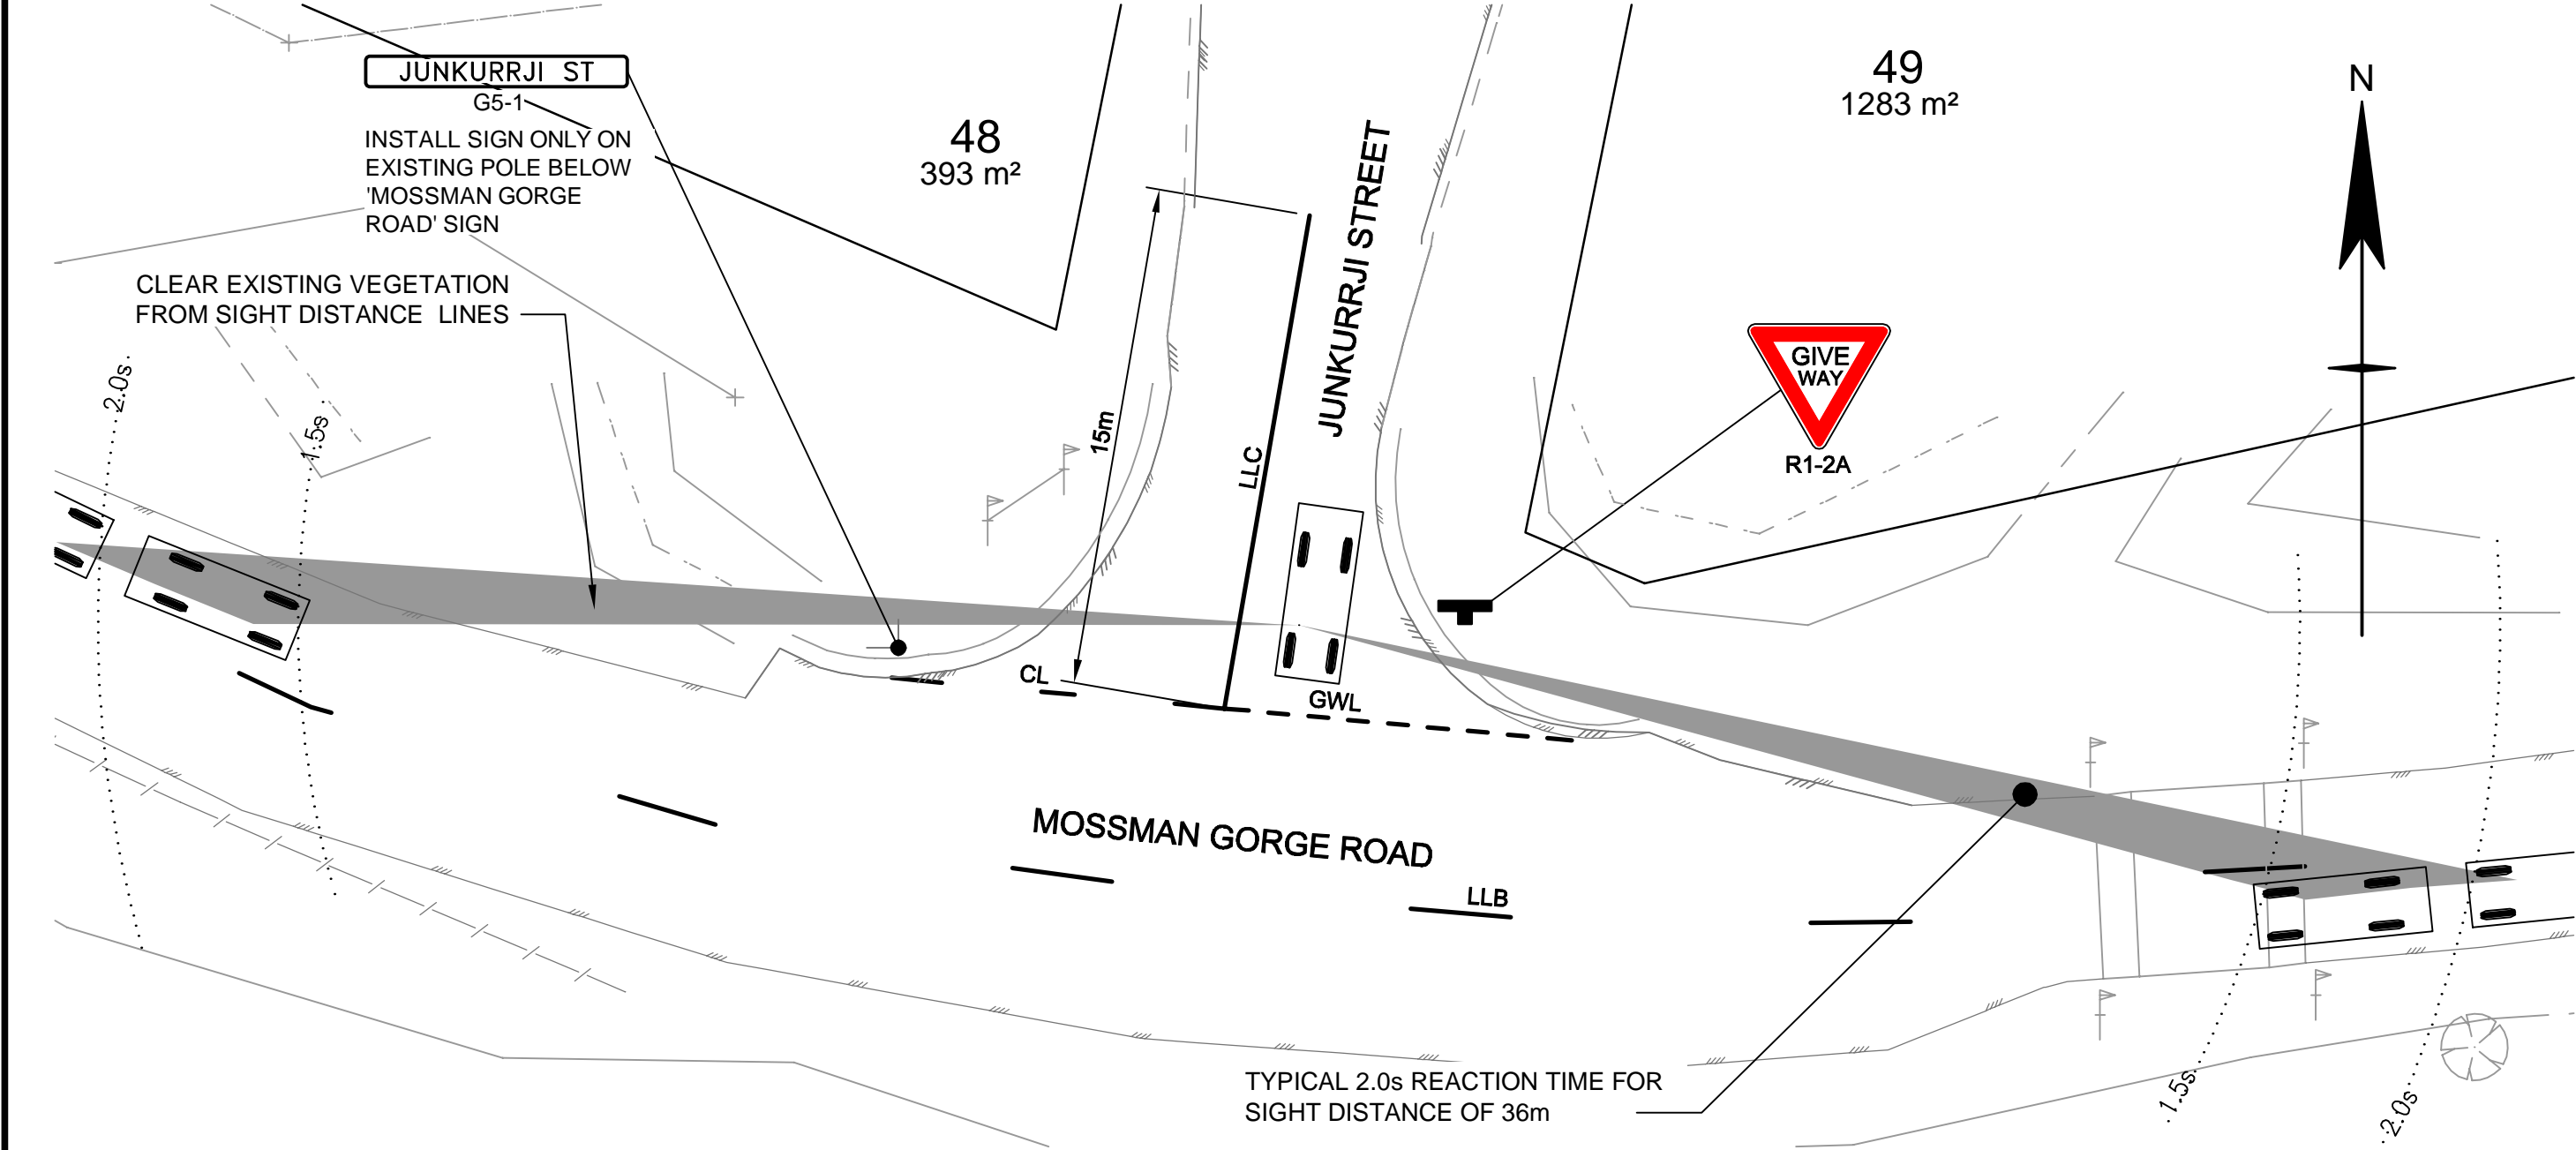 JUNKURRJI ST
G5-1
INSTALL SIGN ONLY ON
EXISTING POLE BELOW
'MOSSMAN GORGE
ROAD' SIGN
CLEAR EXISTING VEGETATION
FROM SIGHT DISTANCE LINES
48
393 m²
49
1283 m²
N
JUNKURRJI STREET
15m
LLC
GIVE
WAY
R1-2A
2.0s
1.5s
CL
GWL
MOSSMAN GORGE ROAD
LLB
TYPICAL 2.0s REACTION TIME FOR
SIGHT DISTANCE OF 36m
1.5s
2.0s